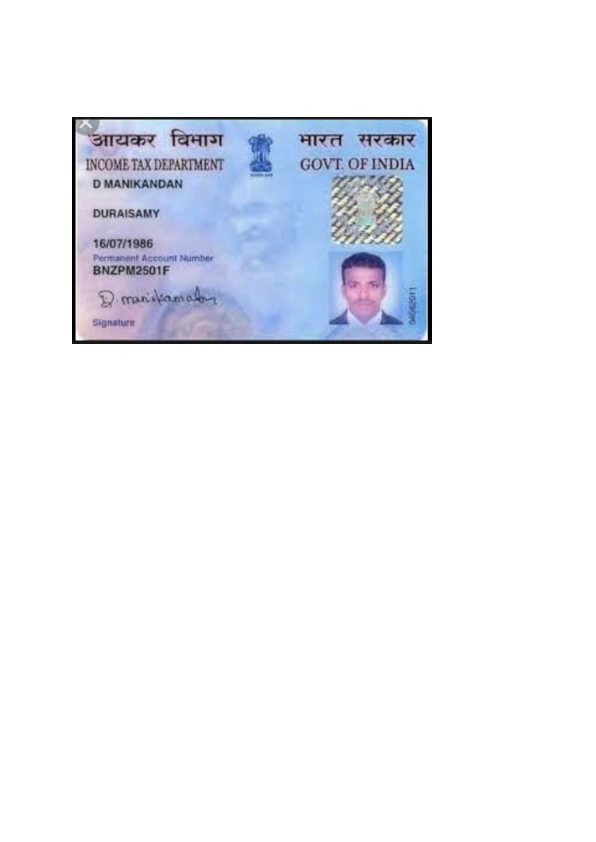 आयकर विभाग
INCOME TAX DEPARTMENT
भारत सरकार
GOVT. OF INDIA
D MANIKANDAN
DURAISAMY
16/07/1986
Permanent Account Number
BNZPM2501F
D. manikandan
Signature
04062011